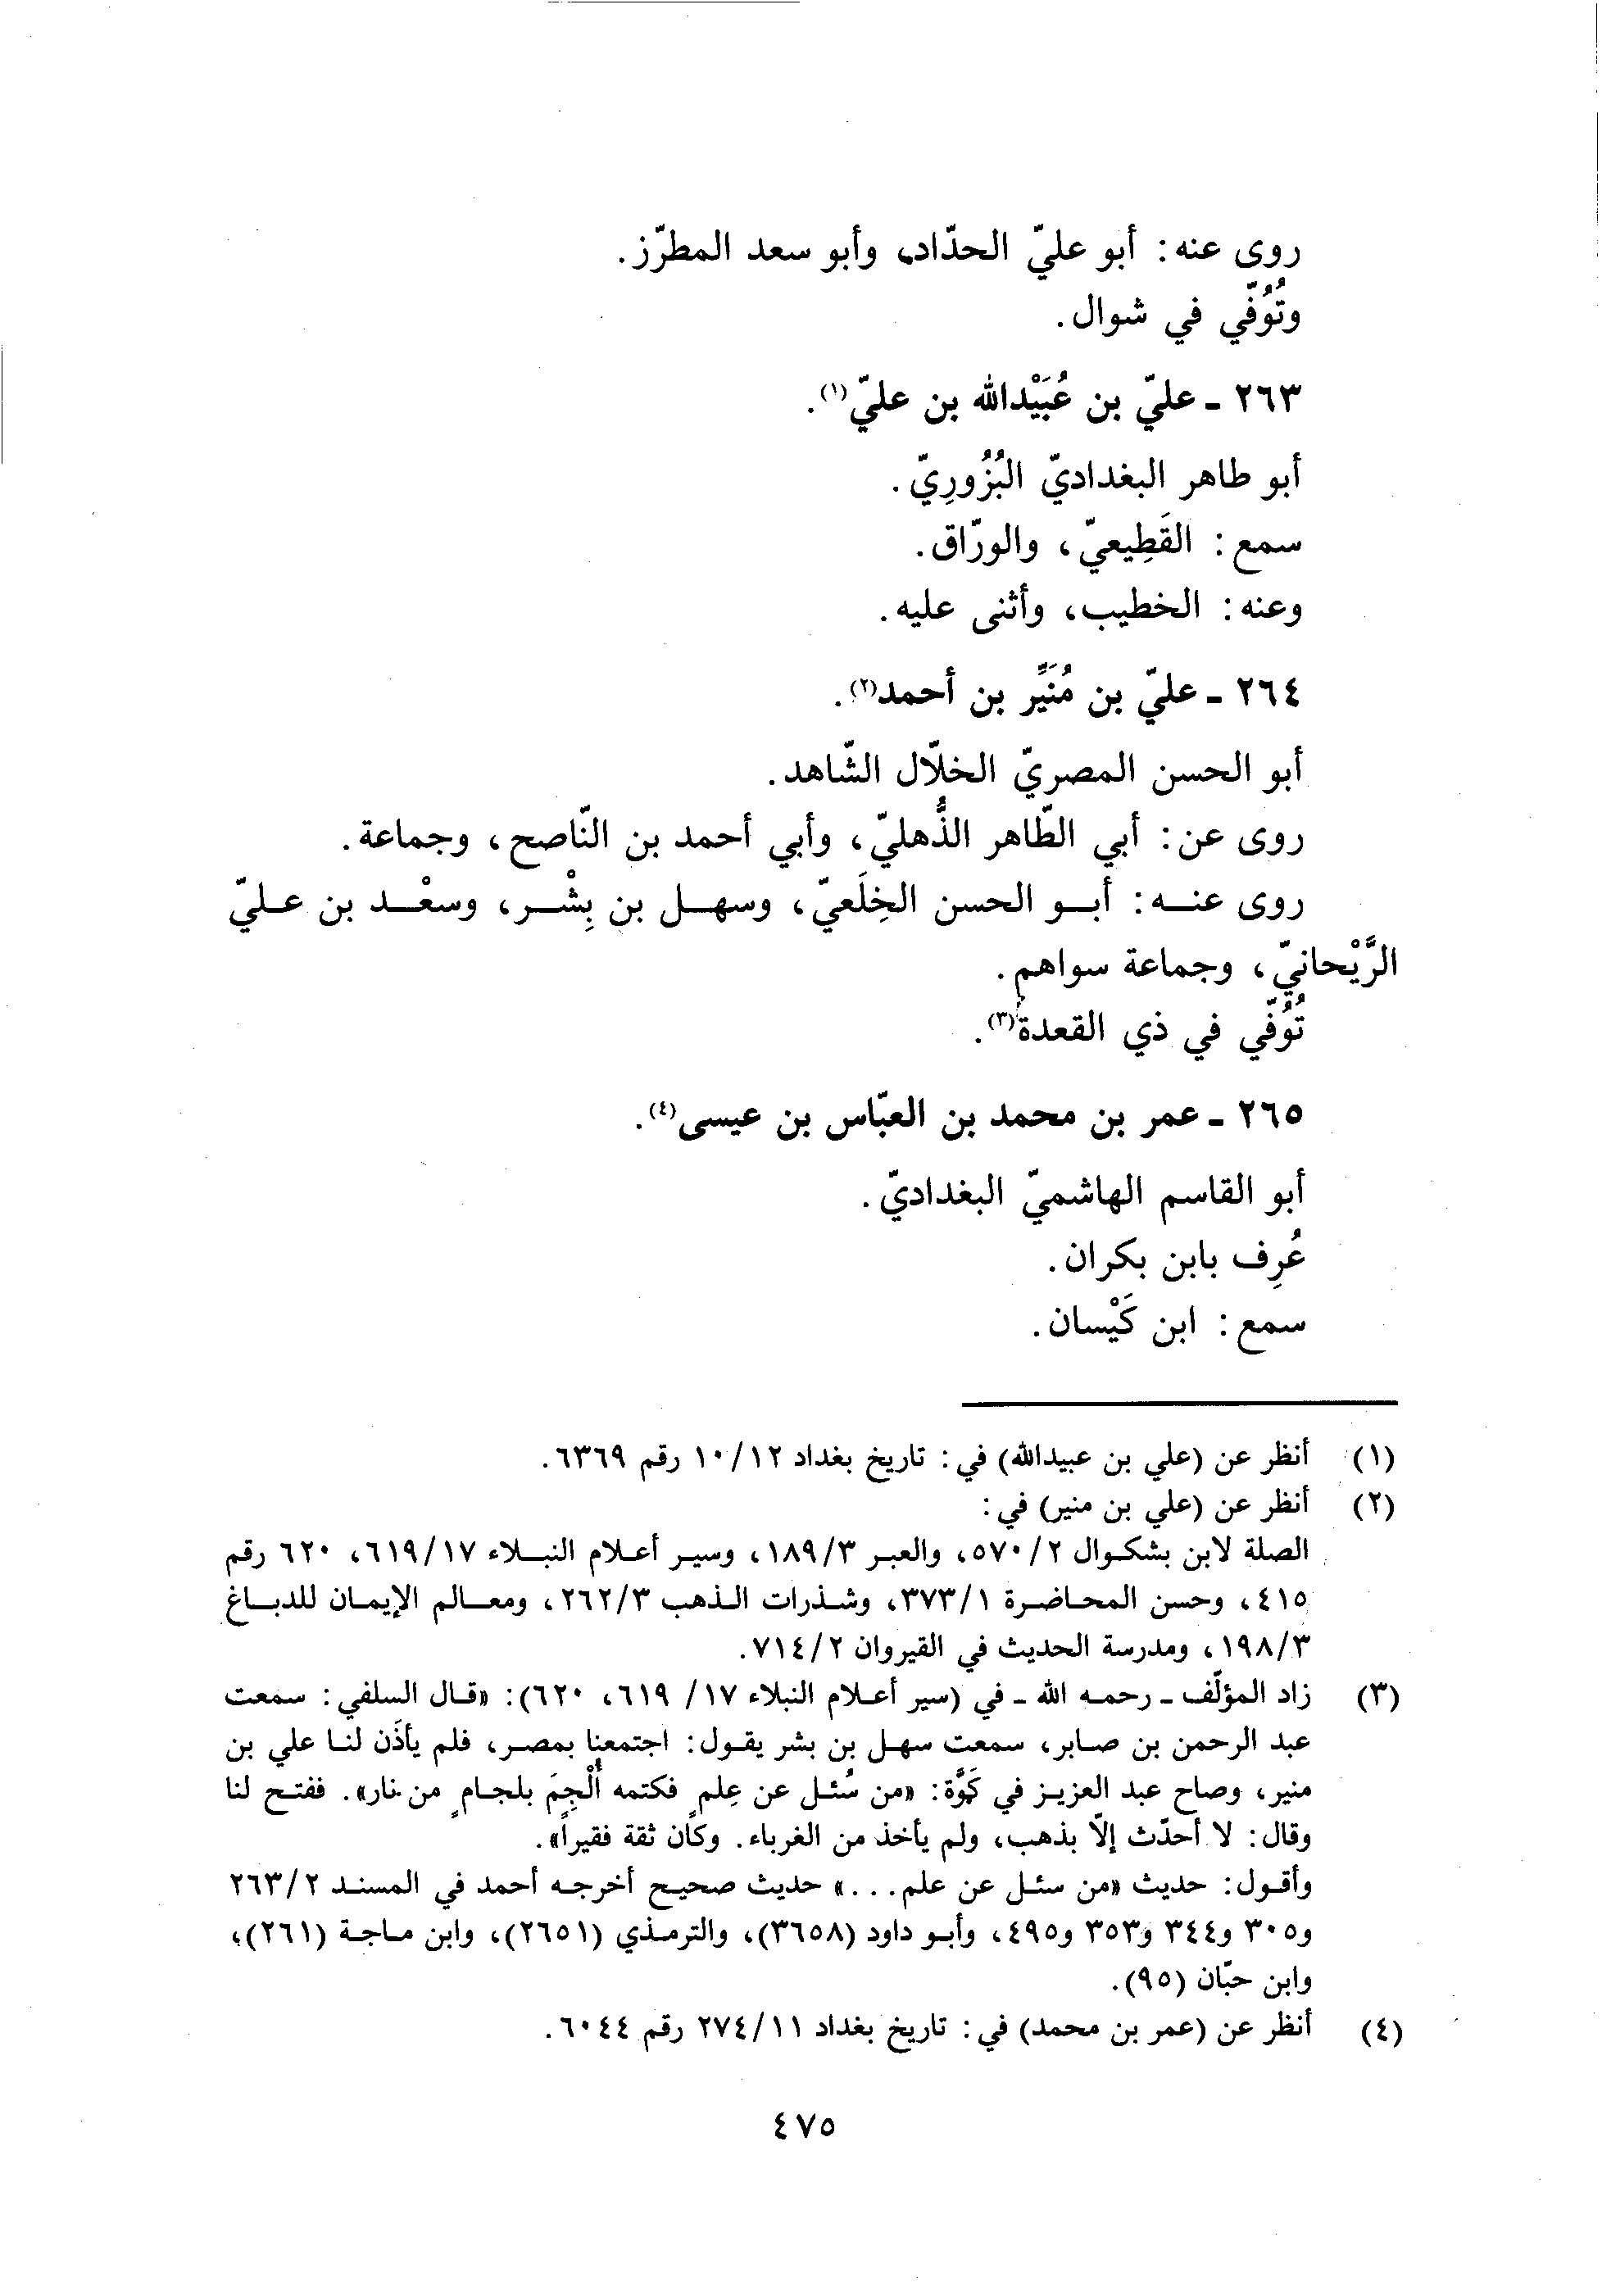 روى عنه: أبو عليّ الحدّاد، وأبو سعد المطرّز.
وتُوُفّي في شوال.
٢٦٣ ـ عليّ بن عُبَيْدالله بن عليّ(١).
أبو طاهر البغداديّ البُزُورِيّ.
سمع: القَطِيعيّ، والورّاق.
وعنه: الخطيب، وأثنى عليه.
٢٦٤ ـ عليّ بن مُنَيِّر بن أحمد(٢).
أبو الحسن المصريّ الخلّال الشّاهد.
روى عن: أبي الطّاهر الذُّهليّ، وأبي أحمد بن النّاصح، وجماعة.
روى عنه: أبو الحسن الخِلَعيّ، وسهل بن بِشْر، وسعْد بن عليّ
الرَّيْحانيّ، وجماعة سواهم.
تُوُفّي في ذي القعدة(٣).
٢٦٥ ـ عمر بن محمد بن العبّاس بن عيسى(٤).
أبو القاسم الهاشميّ البغداديّ.
عُرِف بابن بكران.
سمع: ابن كَيْسان.
(١) أنظر عن (علي بن عبيدالله) في: تاريخ بغداد ١٠/١٢ رقم ٦٣٦٩.
(٢) أنظر عن (علي بن منير) في:
الصلة لابن بشكوال ٥٧٠/٢، والعبر ١٨٩/٣، وسير أعلام النبلاء ٦١٩/١٧، ٦٢٠ رقم
٤١٥، وحسن المحاضرة ٣٧٣/١، وشذرات الذهب ٢٦٢/٣، ومعالم الإيمان للدباغ
١٩٨/٣، ومدرسة الحديث في القيروان ٧١٤/٢.
(٣) زاد المؤلّف ـ رحمه الله ـ في (سير أعلام النبلاء ١٧/ ٦١٩، ٦٢٠): «قال السلفي: سمعت
عبد الرحمن بن صابر، سمعت سهل بن بشر يقول: اجتمعنا بمصر، فلم يأذَن لنا علي بن
منير، وصاح عبد العزيز في كَوَّة: «من سُئل عن عِلمٍ فكتمه أُلْجِمَ بلجامٍ من نار». ففتح لنا
وقال: لا أحدّث إلّا بذهب، ولم يأخذ من الغرباء. وكان ثقة فقيراً».
وأقول: حديث «من سئل عن علم...» حديث صحيح أخرجه أحمد في المسند ٢٦٣/٢
و٣٠٥ و٣٤٤ و٣٥٣ و٤٩٥، وأبو داود (٣٦٥٨)، والترمذي (٢٦٥١)، وابن ماجة (٢٦١)،
وابن حبّان (٩٥).
(٤) أنظر عن (عمر بن محمد) في: تاريخ بغداد ٢٧٤/١١ رقم ٦٠٤٤.
٤٧٥